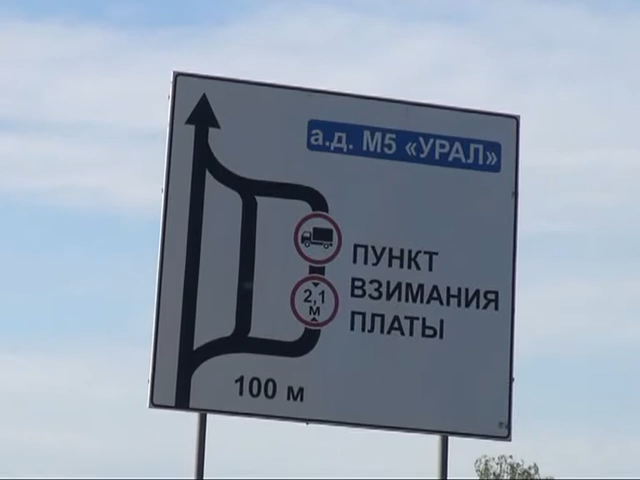 а.д. М5 «УРАЛ»
ПУНКТ
ВЗИМАНИЯ
ПЛАТЫ
2,1
м
100 м